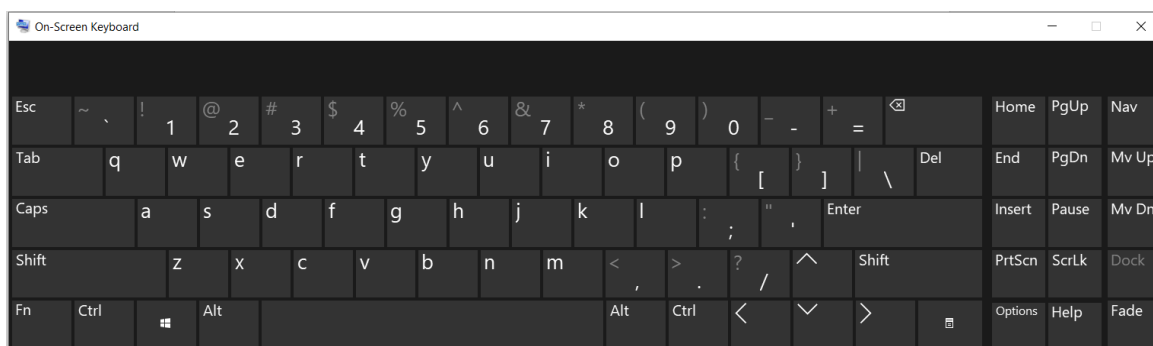 On-Screen Keyboard
Esc ~ ` ! 1 @ 2 # 3 $ 4 % 5 ^ 6 & 7 * 8 ( 9 ) 0 _ - + = Home PgUp Nav
Tab q w e r t y u i o p { [ } ] | \ Del End PgDn Mv Up
Caps a s d f g h j k l : ; " ' Enter Insert Pause Mv Dn
Shift z x c v b n m < , > . ? / Shift PrtScn ScrLk Dock
Fn Ctrl Alt Alt Ctrl Options Help Fade